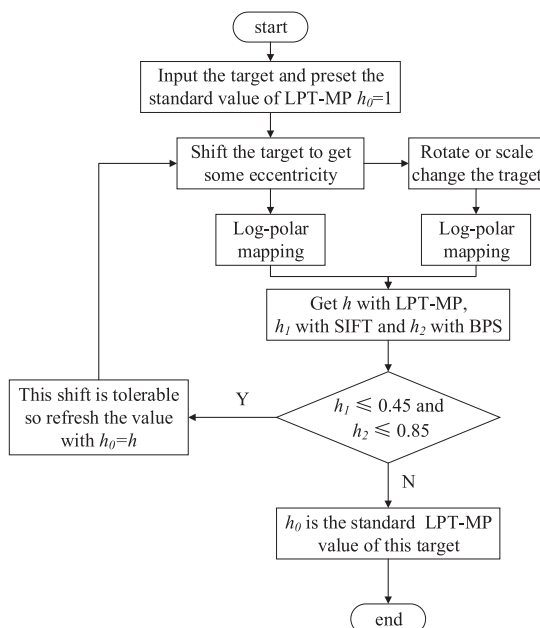 start
Input the target and preset the
standard value of LPT-MP h₀=1
Shift the target to get
some eccentricity
Rotate or scale
change the traget
Log-polar
mapping
Log-polar
mapping
Get h with LPT-MP,
h₁ with SIFT and h₂ with BPS
This shift is tolerable
so refresh the value
with h₀=h
Y
h₁ ⩽ 0.45 and
h₂ ⩽ 0.85
N
h₀ is the standard LPT-MP
value of this target
end